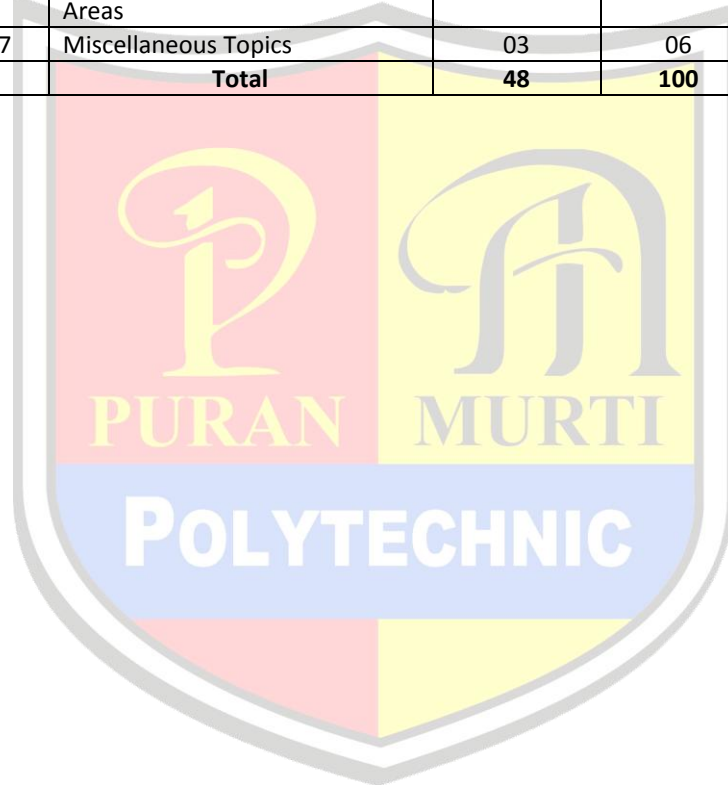 Areas
7 Miscellaneous Topics 03 06
Total 48 100
PURAN MURTI
POLYTECHNIC